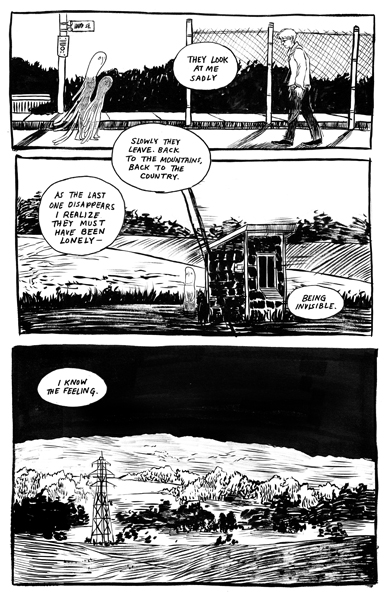 THEY LOOK
AT ME
SADLY
SLOWLY THEY
LEAVE. BACK
TO THE MOUNTAINS,
BACK TO THE
COUNTRY.
AS THE LAST
ONE DISAPPEARS
I REALIZE
THEY MUST
HAVE BEEN
LONELY—
BEING
INVISIBLE.
I KNOW
THE FEELING.